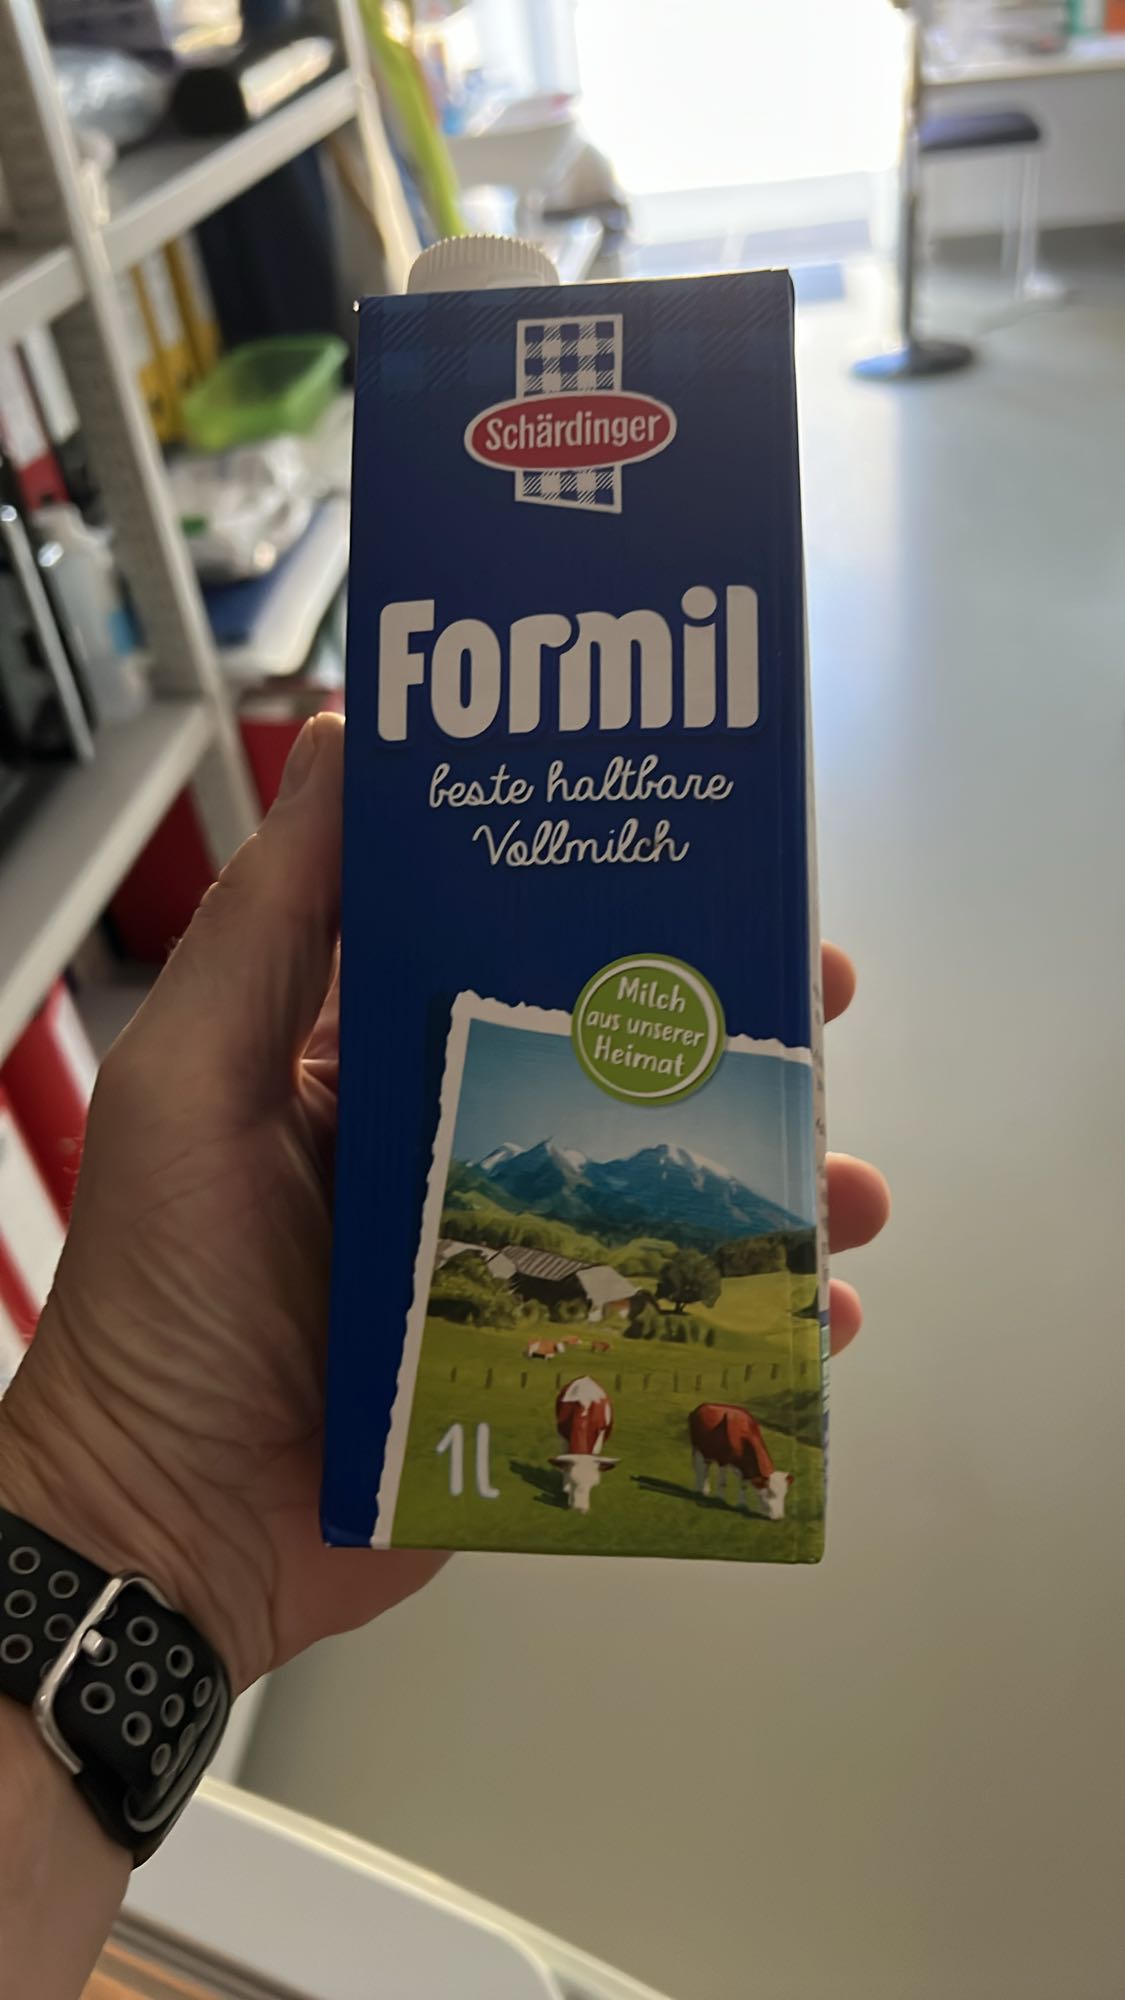 Schärdinger
Formil
beste haltbare
Vollmilch
Milch
aus unserer
Heimat
1l